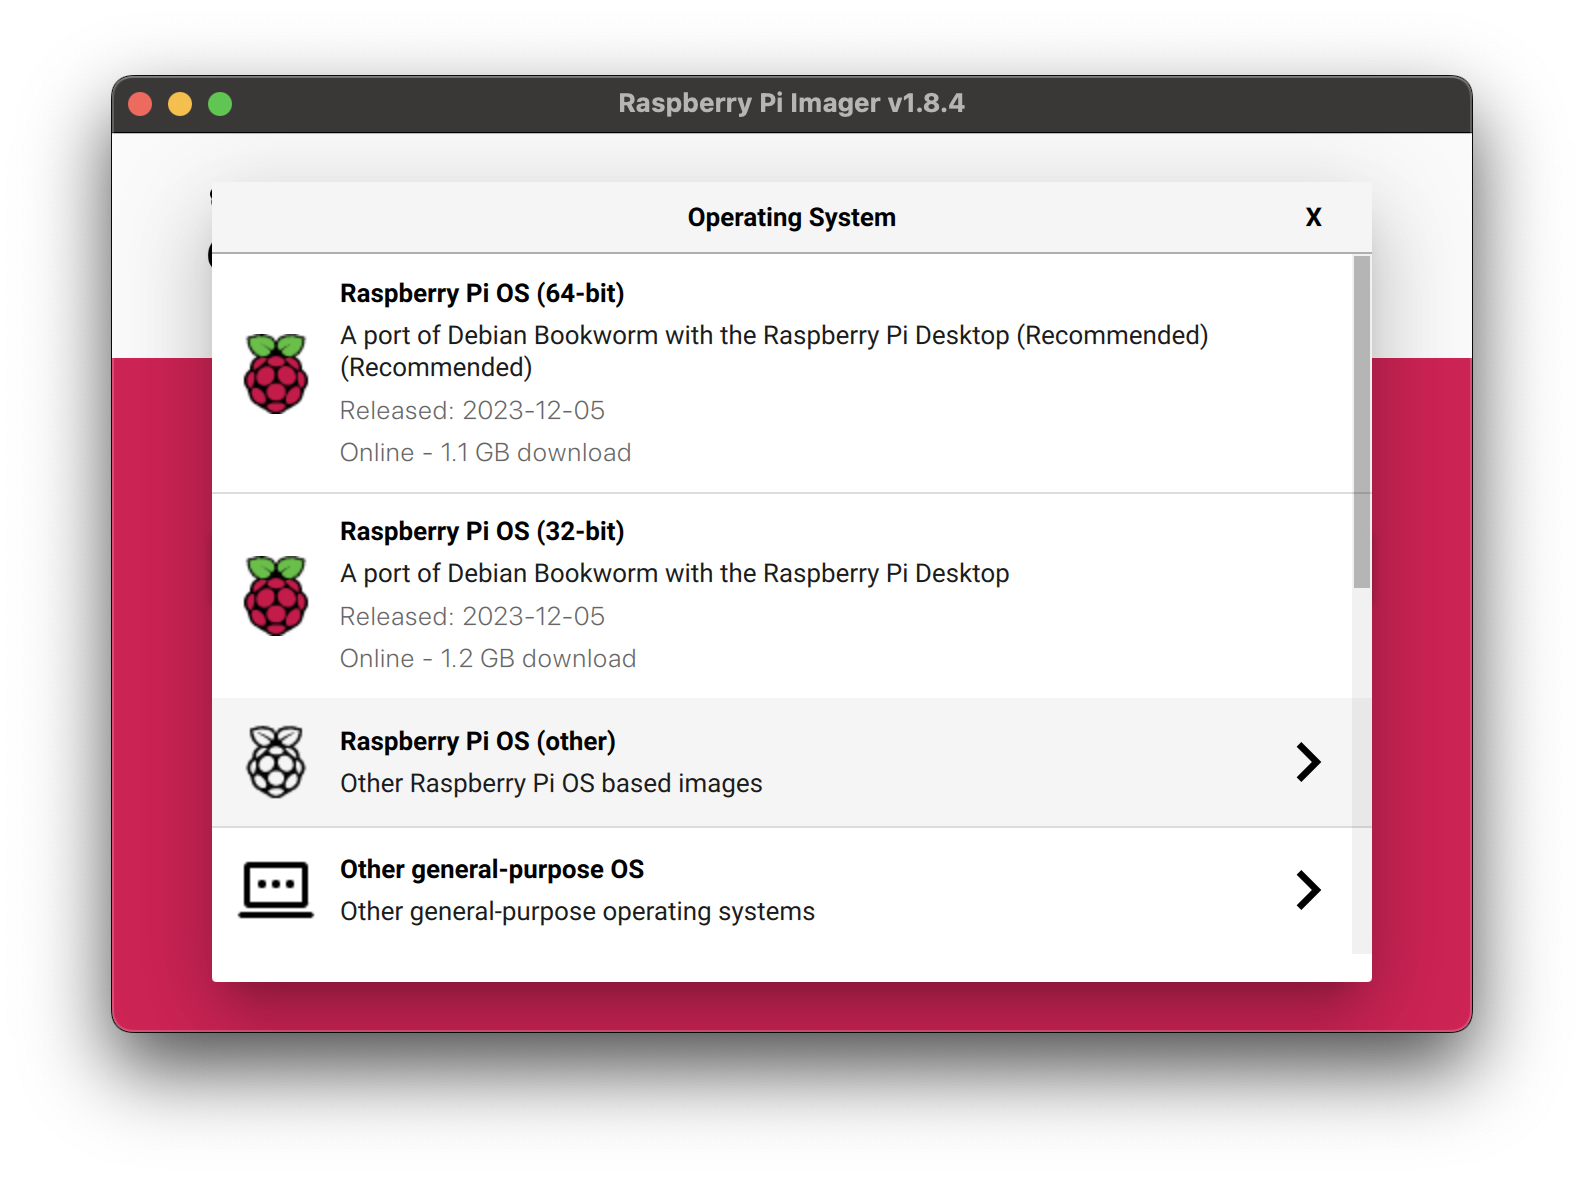 Raspberry Pi Imager v1.8.4
Operating System
X
Raspberry Pi OS (64-bit)
A port of Debian Bookworm with the Raspberry Pi Desktop (Recommended)
(Recommended)
Released: 2023-12-05
Online - 1.1 GB download
Raspberry Pi OS (32-bit)
A port of Debian Bookworm with the Raspberry Pi Desktop
Released: 2023-12-05
Online - 1.2 GB download
Raspberry Pi OS (other)
Other Raspberry Pi OS based images
Other general-purpose OS
Other general-purpose operating systems